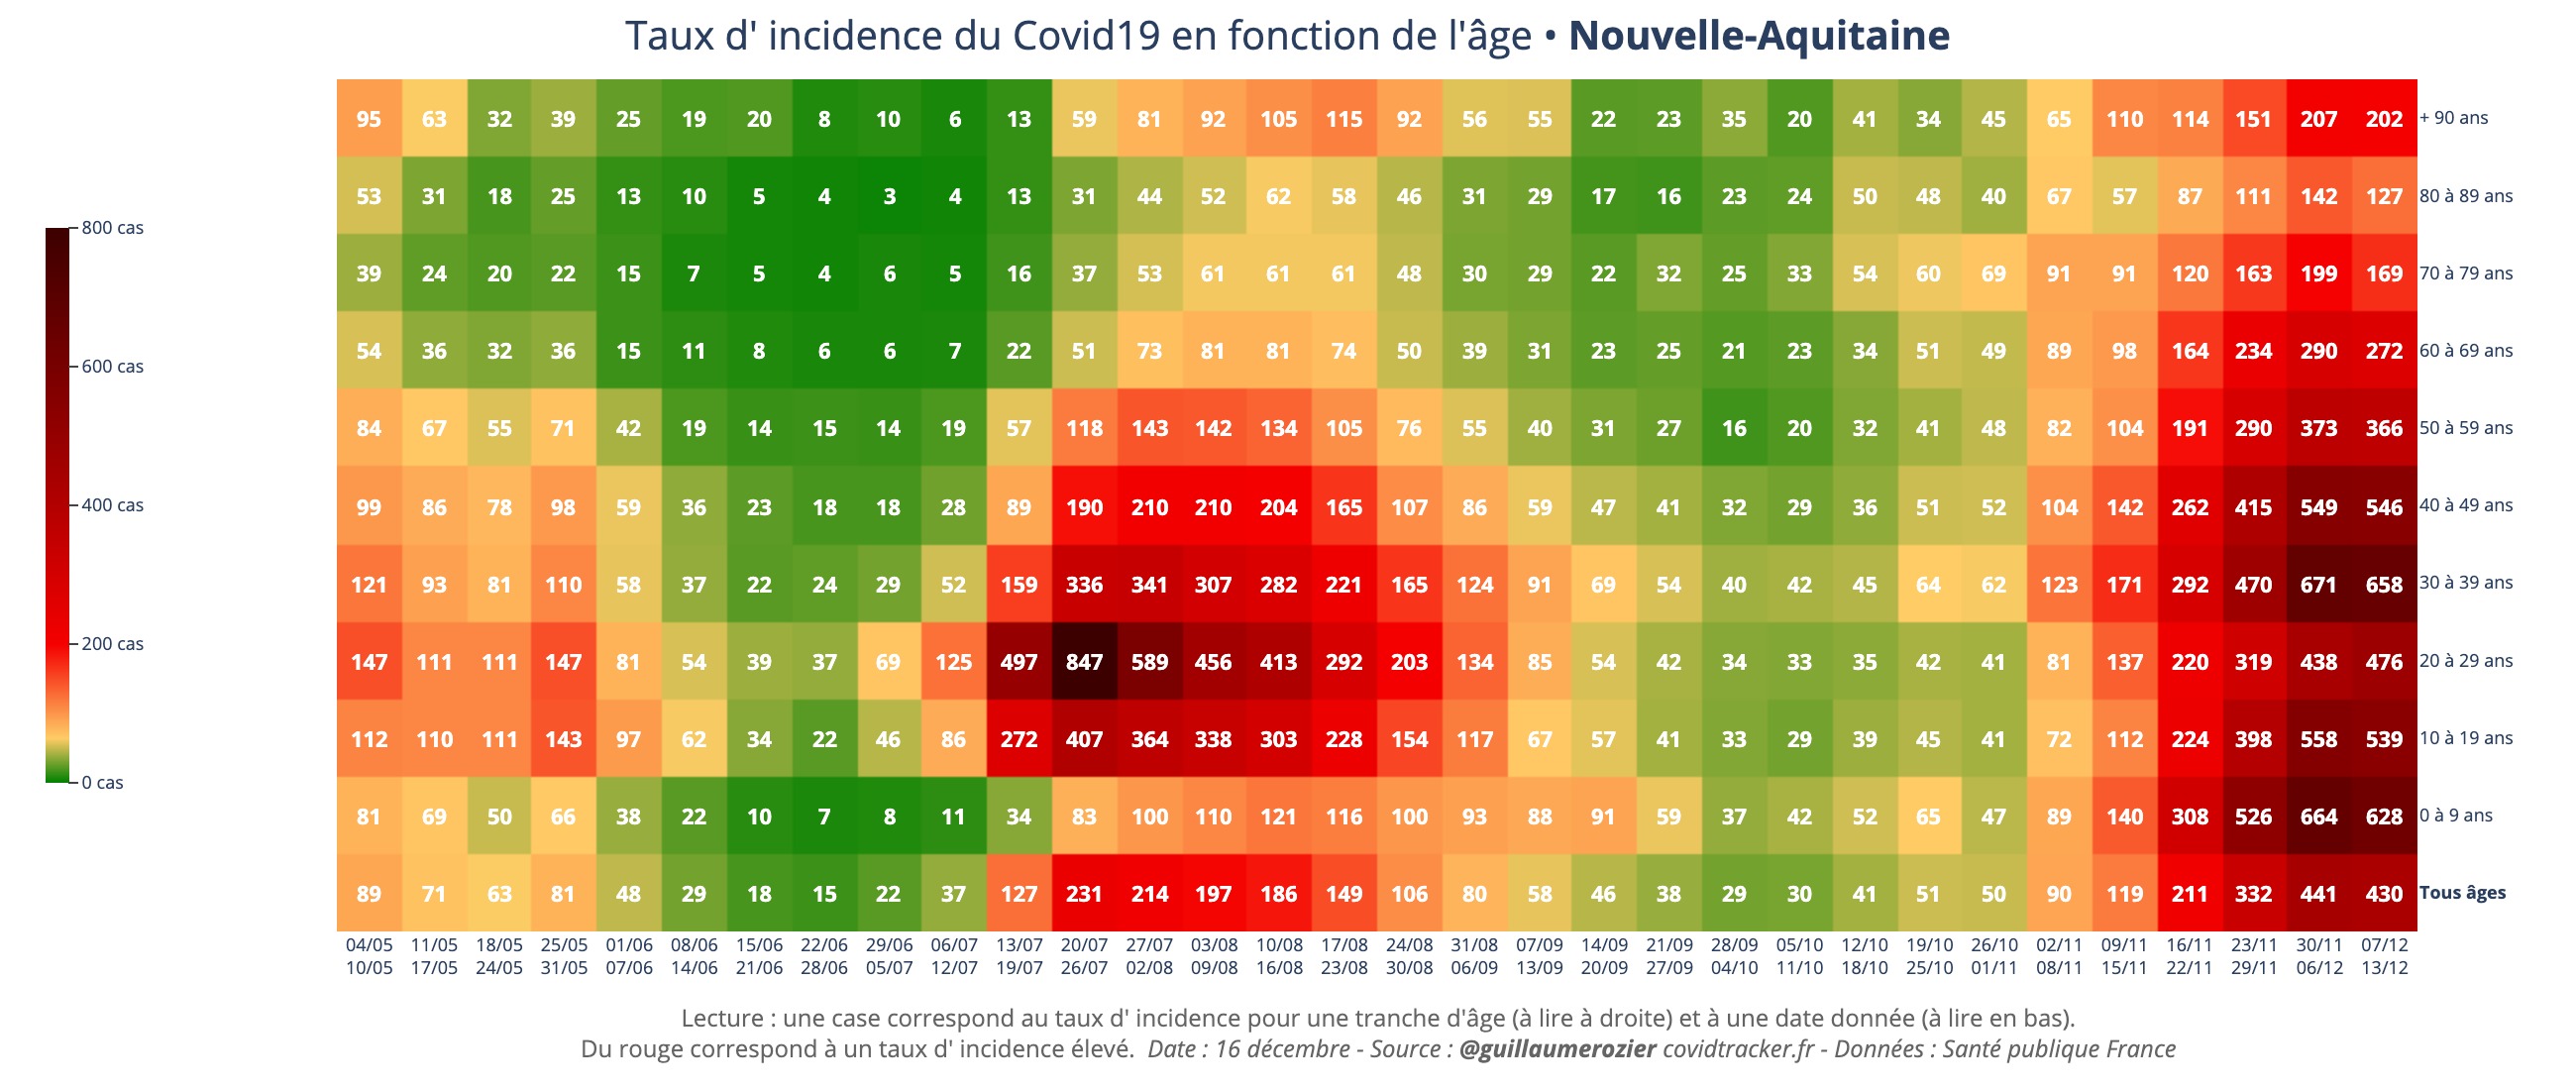 Taux d' incidence du Covid19 en fonction de l'âge • Nouvelle-Aquitaine
95 63 32 39 25 19 20 8 10 6 13 59 81 92 105 115 92 56 55 22 23 35 20 41 34 45 65 110 114 151 207 202 + 90 ans
53 31 18 25 13 10 5 4 3 4 13 31 44 52 62 58 46 31 29 17 16 23 24 50 48 40 67 57 87 111 142 127 80 à 89 ans
800 cas
39 24 20 22 15 7 5 4 6 5 16 37 53 61 61 61 48 30 29 22 32 25 33 54 60 69 91 91 120 163 199 169 70 à 79 ans
54 36 32 36 15 11 8 6 6 7 22 51 73 81 81 74 50 39 31 23 25 21 23 34 51 49 89 98 164 234 290 272 60 à 69 ans
600 cas
84 67 55 71 42 19 14 15 14 19 57 118 143 142 134 105 76 55 40 31 27 16 20 32 41 48 82 104 191 290 373 366 50 à 59 ans
400 cas
99 86 78 98 59 36 23 18 18 28 89 190 210 210 204 165 107 86 59 47 41 32 29 36 51 52 104 142 262 415 549 546 40 à 49 ans
121 93 81 110 58 37 22 24 29 52 159 336 341 307 282 221 165 124 91 69 54 40 42 45 64 62 123 171 292 470 671 658 30 à 39 ans
200 cas
147 111 111 147 81 54 39 37 69 125 497 847 589 456 413 292 203 134 85 54 42 34 33 35 42 41 81 137 220 319 438 476 20 à 29 ans
112 110 111 143 97 62 34 22 46 86 272 407 364 338 303 228 154 117 67 57 41 33 29 39 45 41 72 112 224 398 558 539 10 à 19 ans
0 cas
81 69 50 66 38 22 10 7 8 11 34 83 100 110 121 116 100 93 88 91 59 37 42 52 65 47 89 140 308 526 664 628 0 à 9 ans
89 71 63 81 48 29 18 15 22 37 127 231 214 197 186 149 106 80 58 46 38 29 30 41 51 50 90 119 211 332 441 430 Tous âges
04/05 11/05 18/05 25/05 01/06 08/06 15/06 22/06 29/06 06/07 13/07 20/07 27/07 03/08 10/08 17/08 24/08 31/08 07/09 14/09 21/09 28/09 05/10 12/10 19/10 26/10 02/11 09/11 16/11 23/11 30/11 07/12
10/05 17/05 24/05 31/05 07/06 14/06 21/06 28/06 05/07 12/07 19/07 26/07 02/08 09/08 16/08 23/08 30/08 06/09 13/09 20/09 27/09 04/10 11/10 18/10 25/10 01/11 08/11 15/11 22/11 29/11 06/12 13/12
Lecture : une case correspond au taux d' incidence pour une tranche d'âge (à lire à droite) et à une date donnée (à lire en bas).
Du rouge correspond à un taux d' incidence élevé. Date : 16 décembre - Source : @guillaumerozier covidtracker.fr - Données : Santé publique France